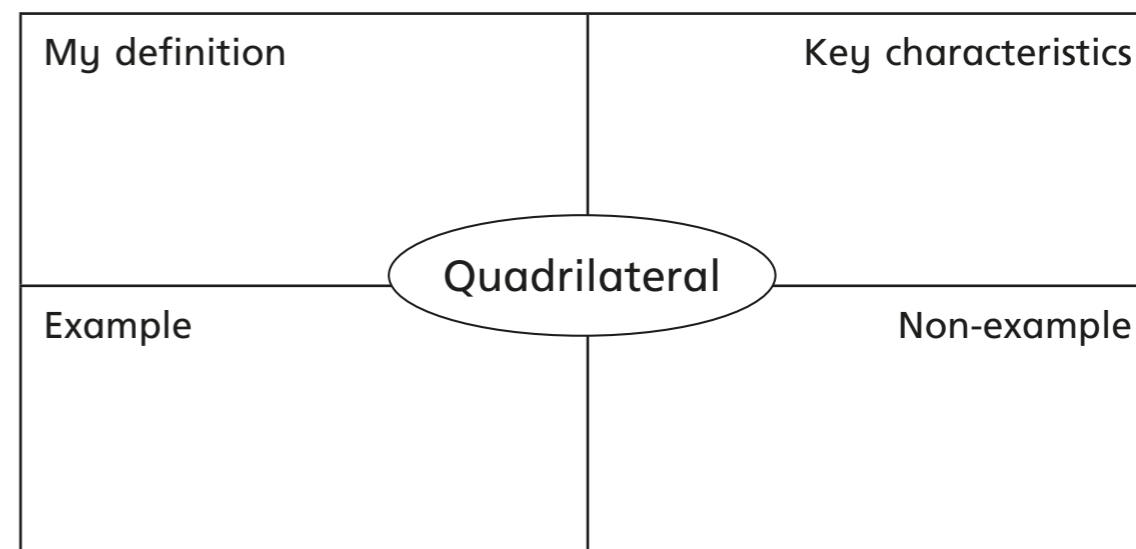 My definition
Key characteristics
Quadrilateral
Example
Non-example